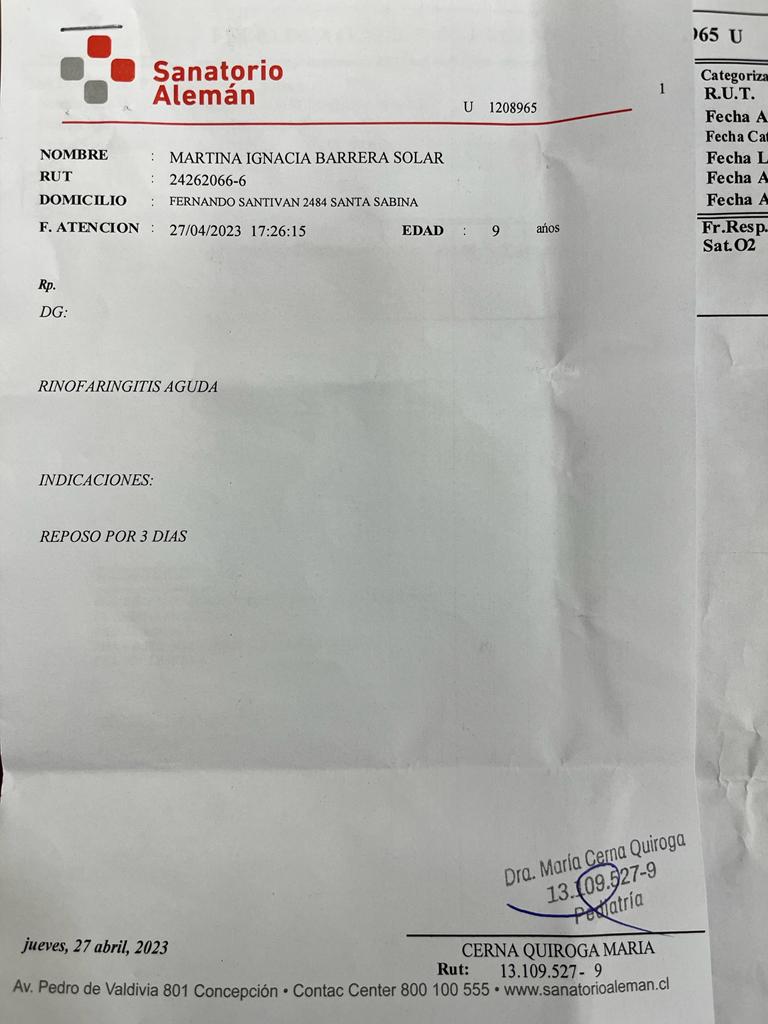 Sanatorio
Alemán
U 1208965
1
NOMBRE : MARTINA IGNACIA BARRERA SOLAR
RUT : 24262066-6
DOMICILIO : FERNANDO SANTIVAN 2484 SANTA SABINA
F. ATENCION : 27/04/2023 17:26:15 EDAD : 9 años
Rp.
DG:
RINOFARINGITIS AGUDA
INDICACIONES:
REPOSO POR 3 DIAS
Dra. María Cerna Quiroga
13.109.527-9
Pediatría
jueves, 27 abril, 2023
CERNA QUIROGA MARIA
Rut: 13.109.527- 9
Av. Pedro de Valdivia 801 Concepción • Contac Center 800 100 555 • www.sanatorioaleman.cl
965 U
Categoriza
R.U.T.
Fecha A
Fecha Cat
Fecha L
Fecha A
Fecha A
Fr.Resp.
Sat.O2